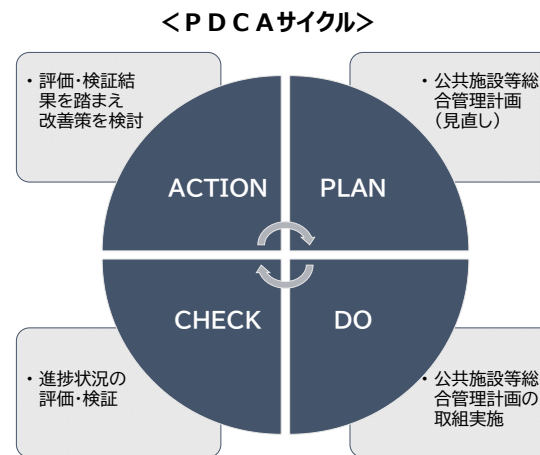 ＜ＰＤＣＡサイクル＞
・評価・検証結
果を踏まえ
改善策を検討
・公共施設等総
合管理計画
（見直し）
ACTION
PLAN
CHECK
DO
・進捗状況の
評価・検証
・公共施設等総
合管理計画の
取組実施